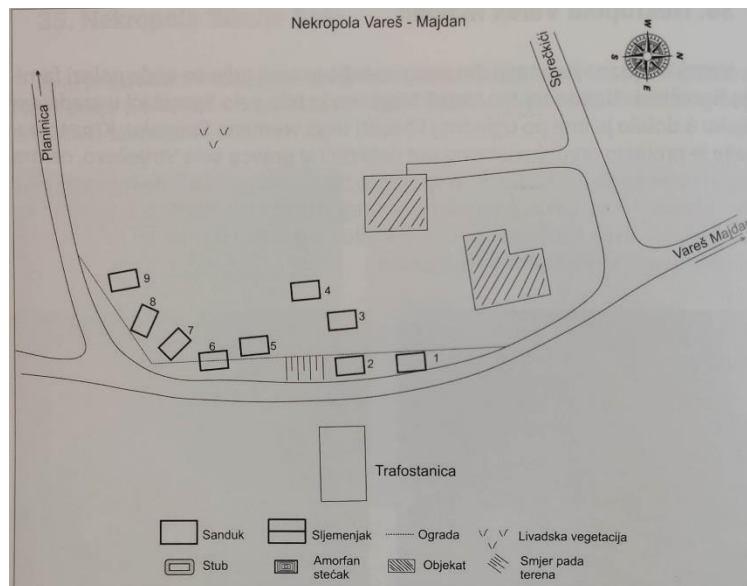 Nekropola Vareš - Majdan
Planinica
Sprečkići
W
N
S
E
Vareš Majdan
9
8
7
6
5
4
3
2
1
Trafostanica
Sanduk
Sljemenjak
Ograda
Livadska vegetacija
Stub
Amorfan
stećak
Objekat
Smjer pada
terena